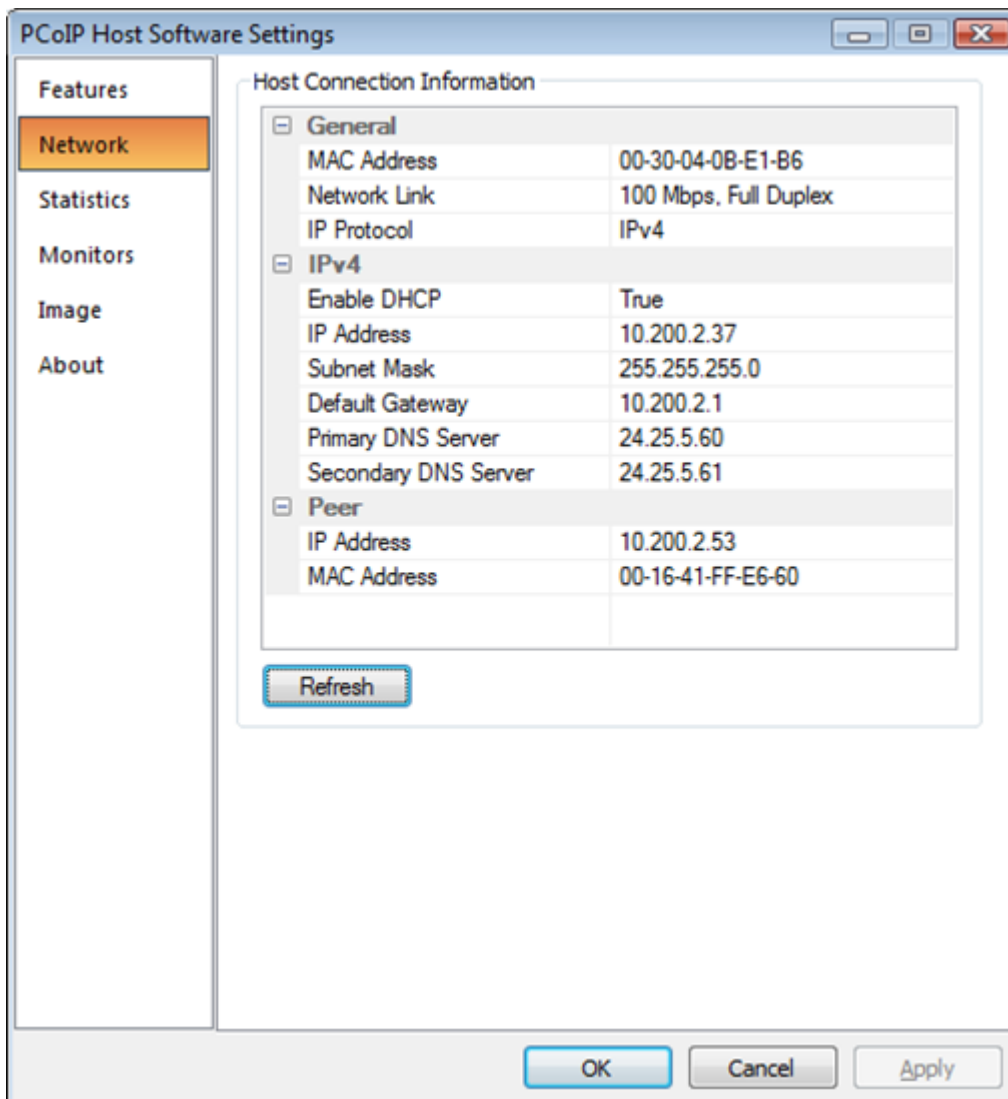 PCoIP Host Software Settings
Features
Network
Statistics
Monitors
Image
About
Host Connection Information
General
MAC Address 00-30-04-0B-E1-B6
Network Link 100 Mbps, Full Duplex
IP Protocol IPv4
IPv4
Enable DHCP True
IP Address 10.200.2.37
Subnet Mask 255.255.255.0
Default Gateway 10.200.2.1
Primary DNS Server 24.25.5.60
Secondary DNS Server 24.25.5.61
Peer
IP Address 10.200.2.53
MAC Address 00-16-41-FF-E6-60
Refresh
OK Cancel Apply